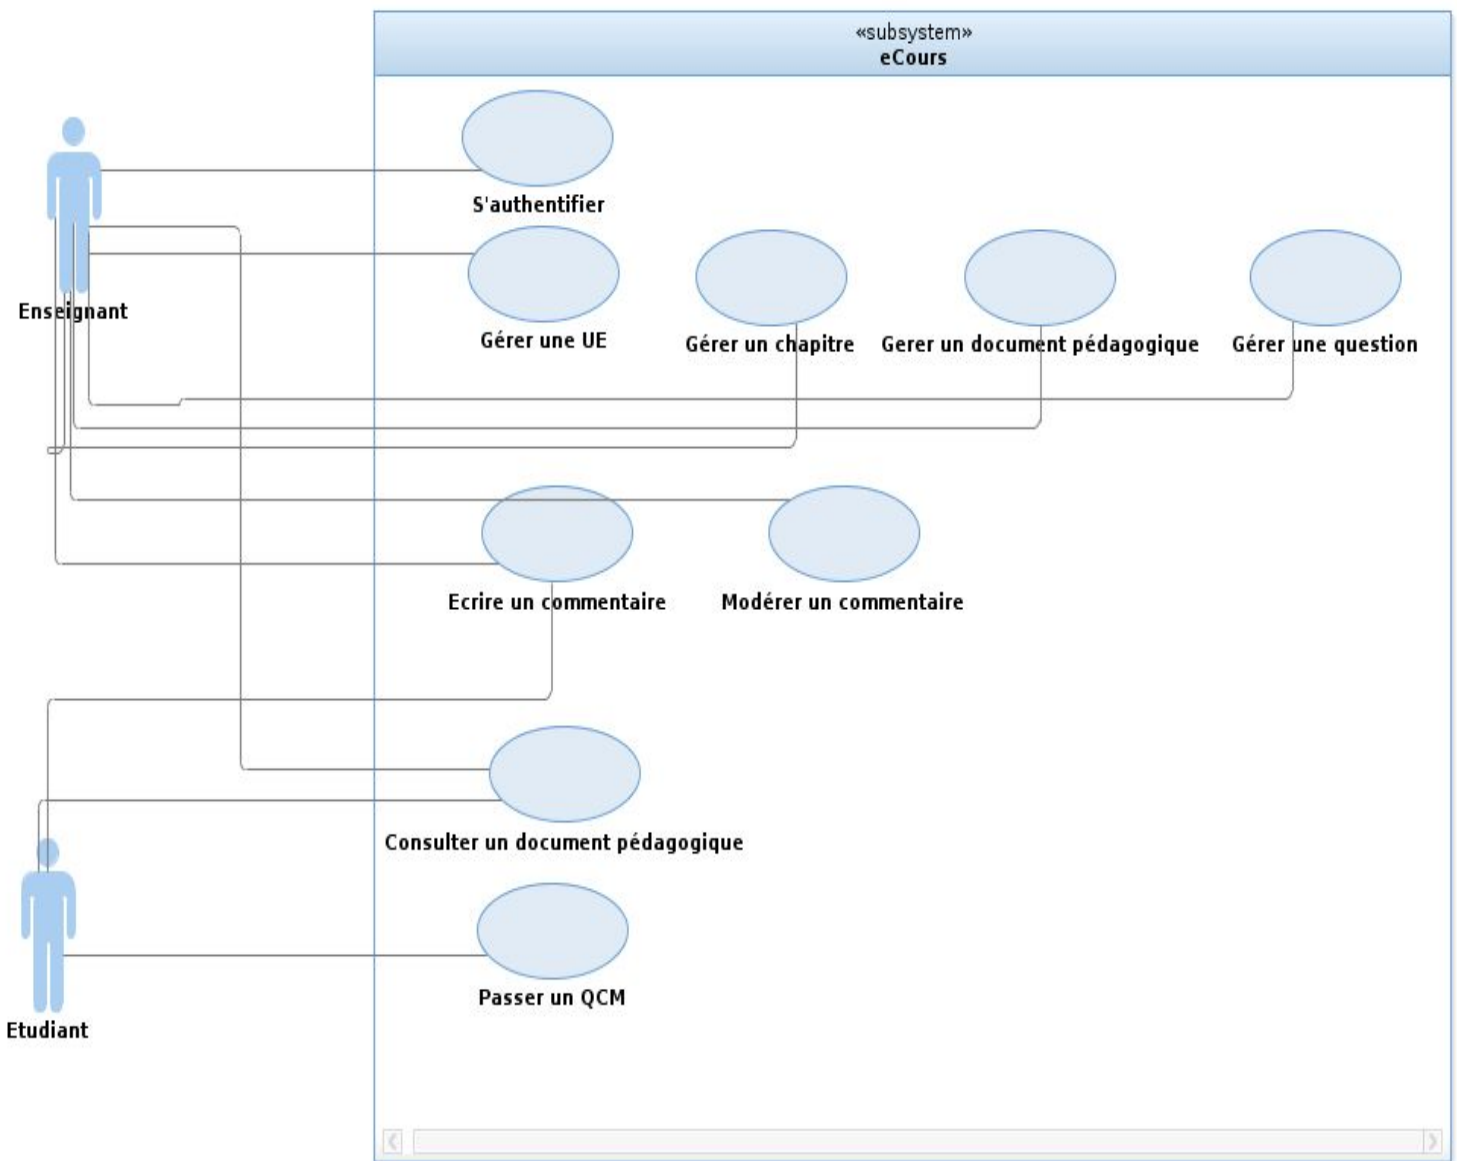 «subsystem»
eCours
S'authentifier
Enseignant
Gérer une UE
Gérer un chapitre
Gerer un document pédagogique
Gérer une question
Ecrire un commentaire
Modérer un commentaire
Consulter un document pédagogique
Passer un QCM
Etudiant